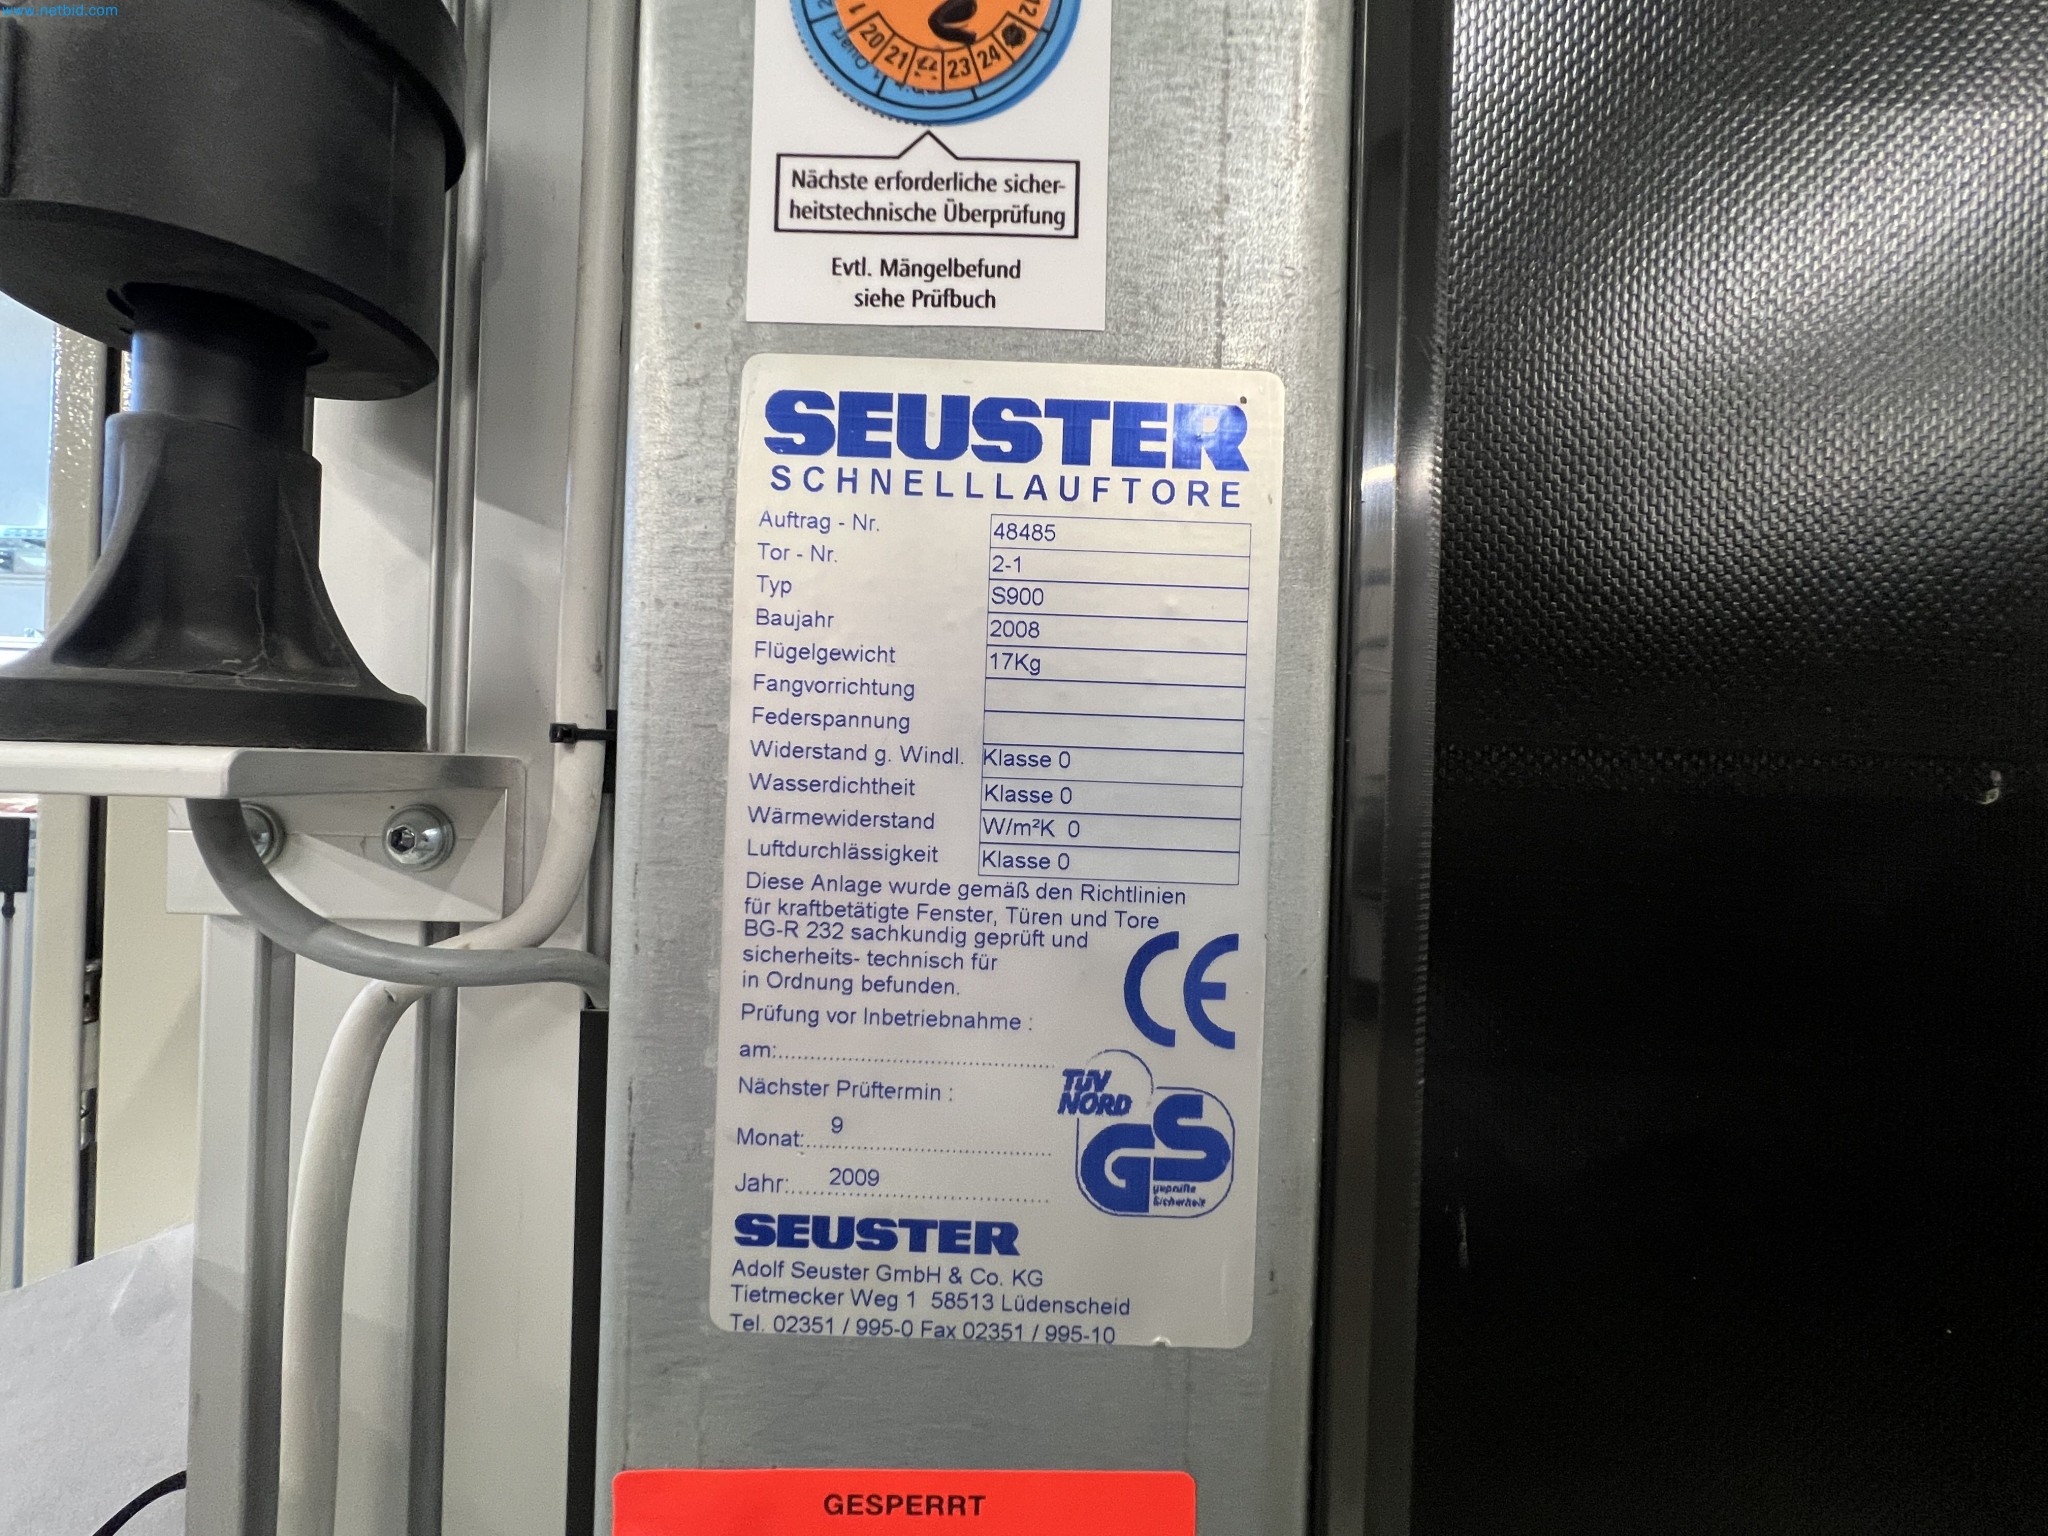 www.netbid.com
1 20 21 22 23 24 12
Nächste erforderliche sicher-
heitstechnische Überprüfung
Evtl. Mängelbefund
siehe Prüfbuch
SEUSTER
SCHNELLLAUFTORE
Auftrag - Nr. 48485
Tor - Nr. 2-1
Typ S900
Baujahr 2008
Flügelgewicht 17Kg
Fangvorrichtung
Federspannung
Widerstand g. Windl. Klasse 0
Wasserdichtheit Klasse 0
Wärmewiderstand W/m²K 0
Luftdurchlässigkeit Klasse 0
Diese Anlage wurde gemäß den Richtlinien
für kraftbetätigte Fenster, Türen und Tore
BG-R 232 sachkundig geprüft und
sicherheits- technisch für
in Ordnung befunden.
CE
Prüfung vor Inbetriebnahme :
am:
Nächster Prüftermin :
Monat: 9
Jahr: 2009
TÜV
NORD
GS
geprüfte
Sicherheit
SEUSTER
Adolf Seuster GmbH & Co. KG
Tietmecker Weg 1 58513 Lüdenscheid
Tel. 02351 / 995-0 Fax 02351 / 995-10
GESPERRT